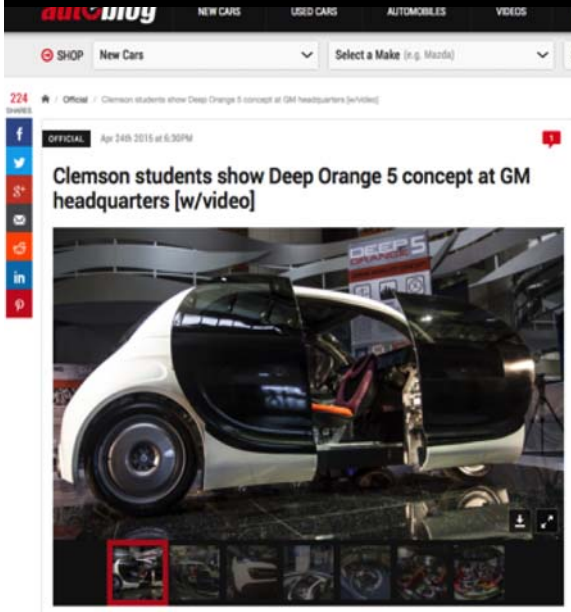 autoblog
NEW CARS USED CARS AUTOMOBILES VIDEOS
SHOP New Cars Select a Make (e.g. Mazda)
224
SHARES
Official / Clemson students show Deep Orange 5 concept at GM headquarters [w/video]
OFFICIAL Apr 24th 2015 at 6:30PM 1
Clemson students show Deep Orange 5 concept at GM
headquarters [w/video]
DEEP 5
ORANGE
f
g+
in